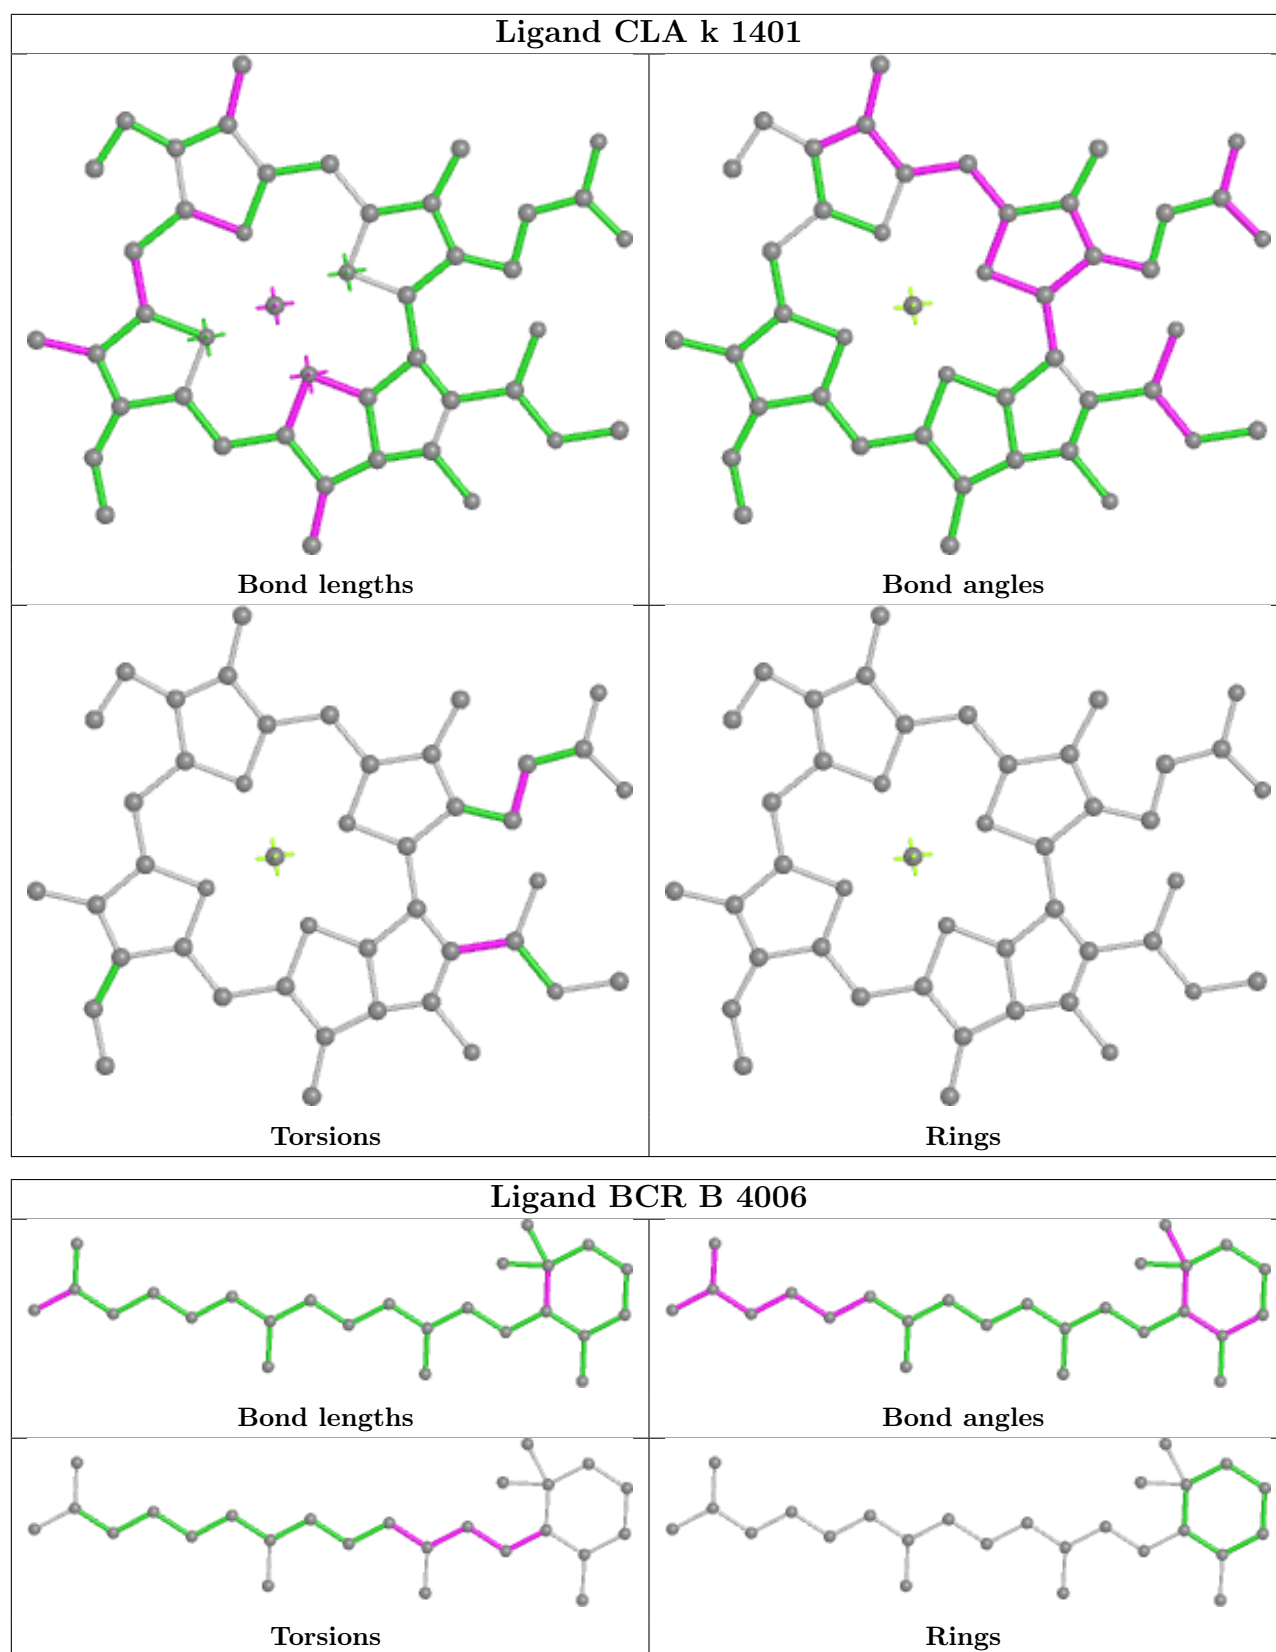 Ligand CLA k 1401
Bond lengths
Bond angles
Torsions
Rings
Ligand BCR B 4006
Bond lengths
Bond angles
Torsions
Rings